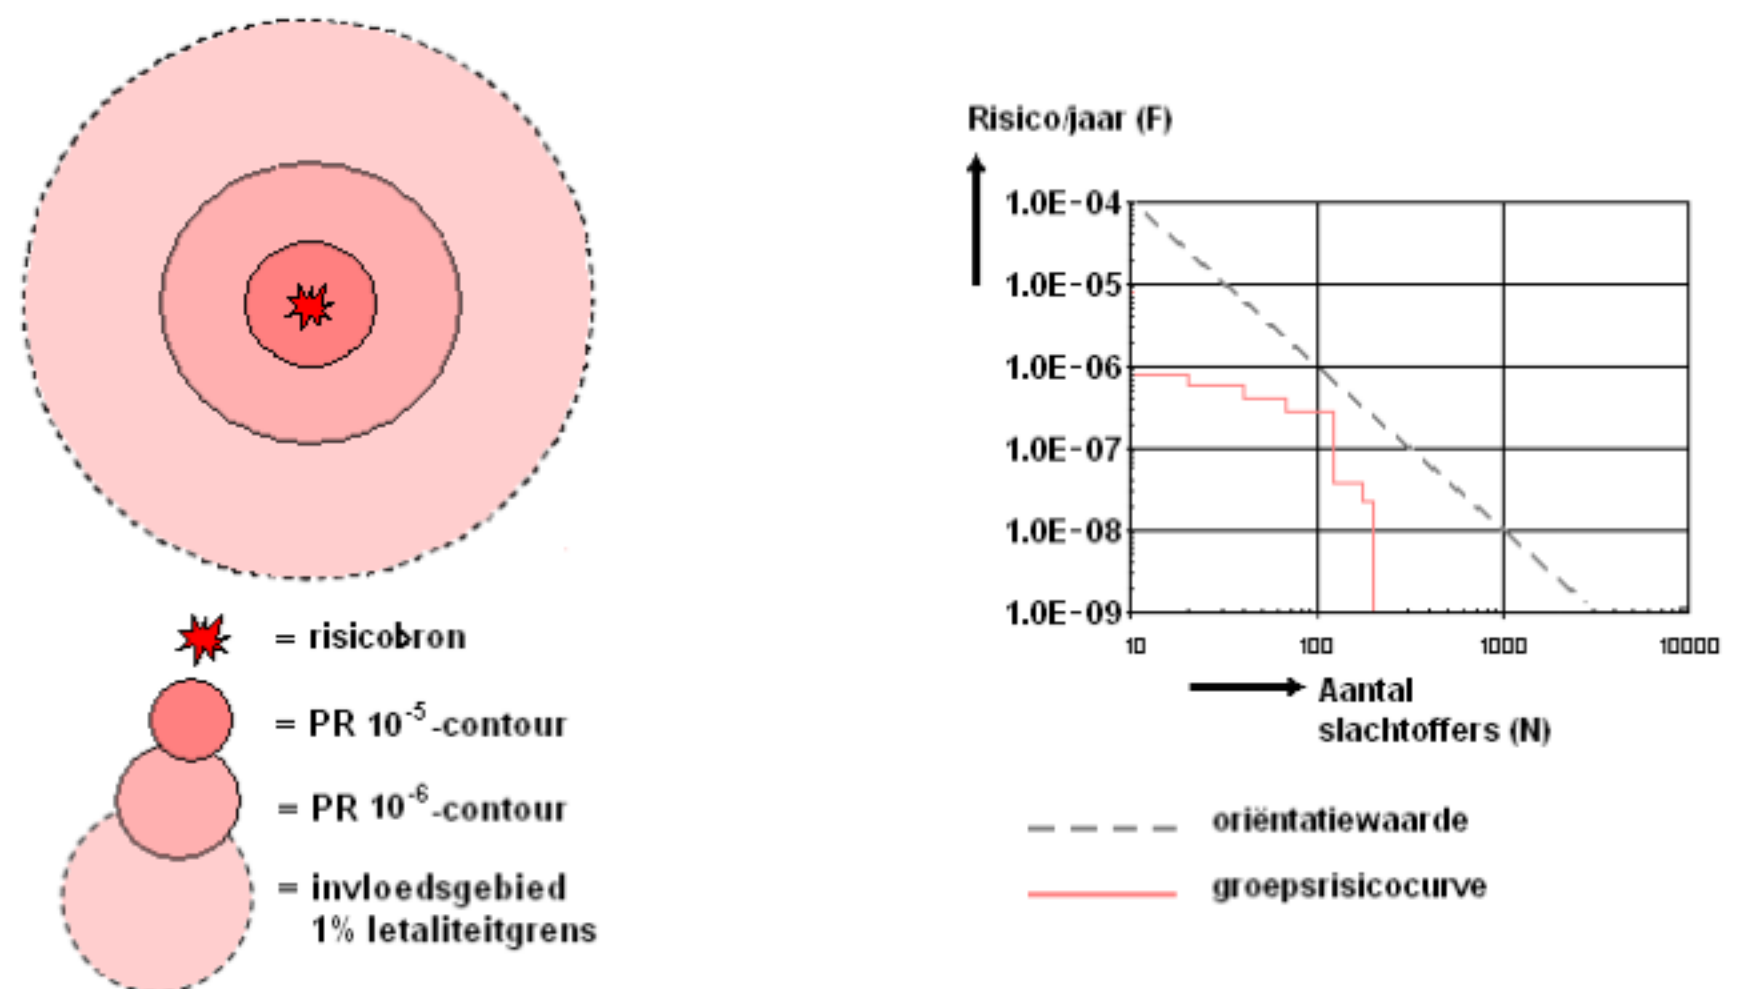 = risicobron
= PR 10-5-contour
= PR 10-6-contour
= invloedsgebied
1% letaliteitgrens
Risico/jaar (F)
1.0E-04
1.0E-05
1.0E-06
1.0E-07
1.0E-08
1.0E-09
10 100 1000 10000
Aantal
slachtoffers (N)
oriëntatiewaarde
groepsrisicocurve